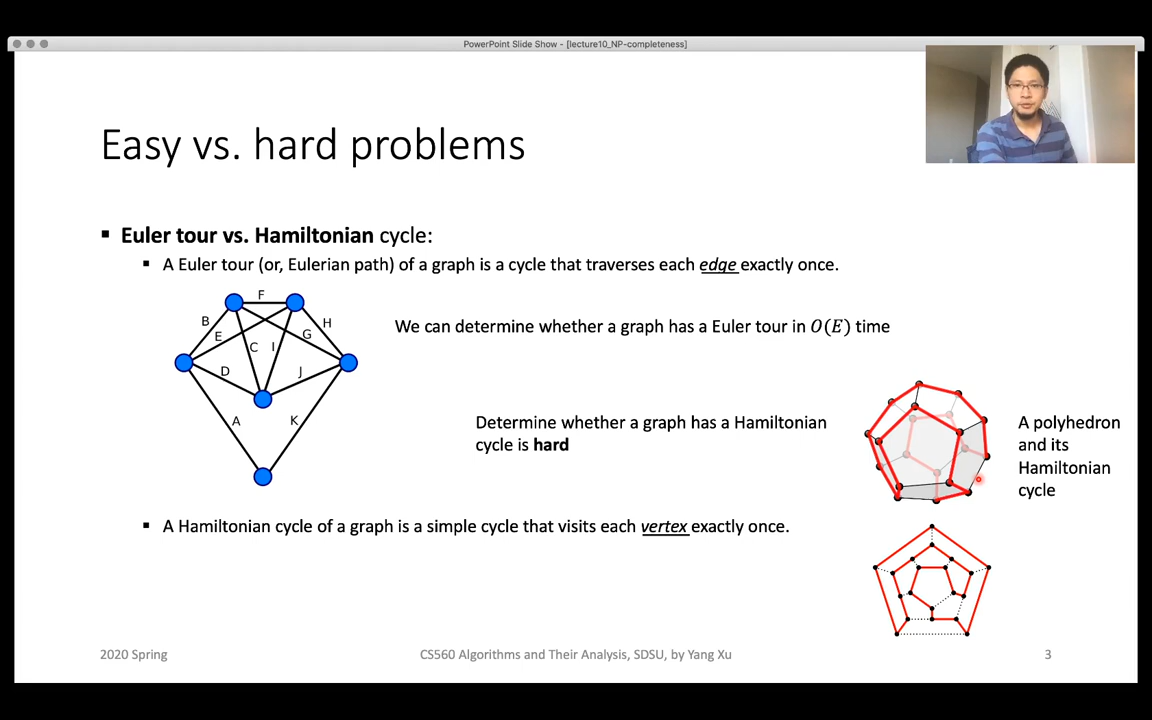 PowerPoint Slide Show - [lecture10_NP-completeness]
Easy vs. hard problems
▪ Euler tour vs. Hamiltonian cycle:
▪ A Euler tour (or, Eulerian path) of a graph is a cycle that traverses each edge exactly once.
F
B
H
E
G
C
I
D
J
A
K
We can determine whether a graph has a Euler tour in O(E) time
Determine whether a graph has a Hamiltonian
cycle is hard
A polyhedron
and its
Hamiltonian
cycle
▪ A Hamiltonian cycle of a graph is a simple cycle that visits each vertex exactly once.
2020 Spring
CS560 Algorithms and Their Analysis, SDSU, by Yang Xu
3